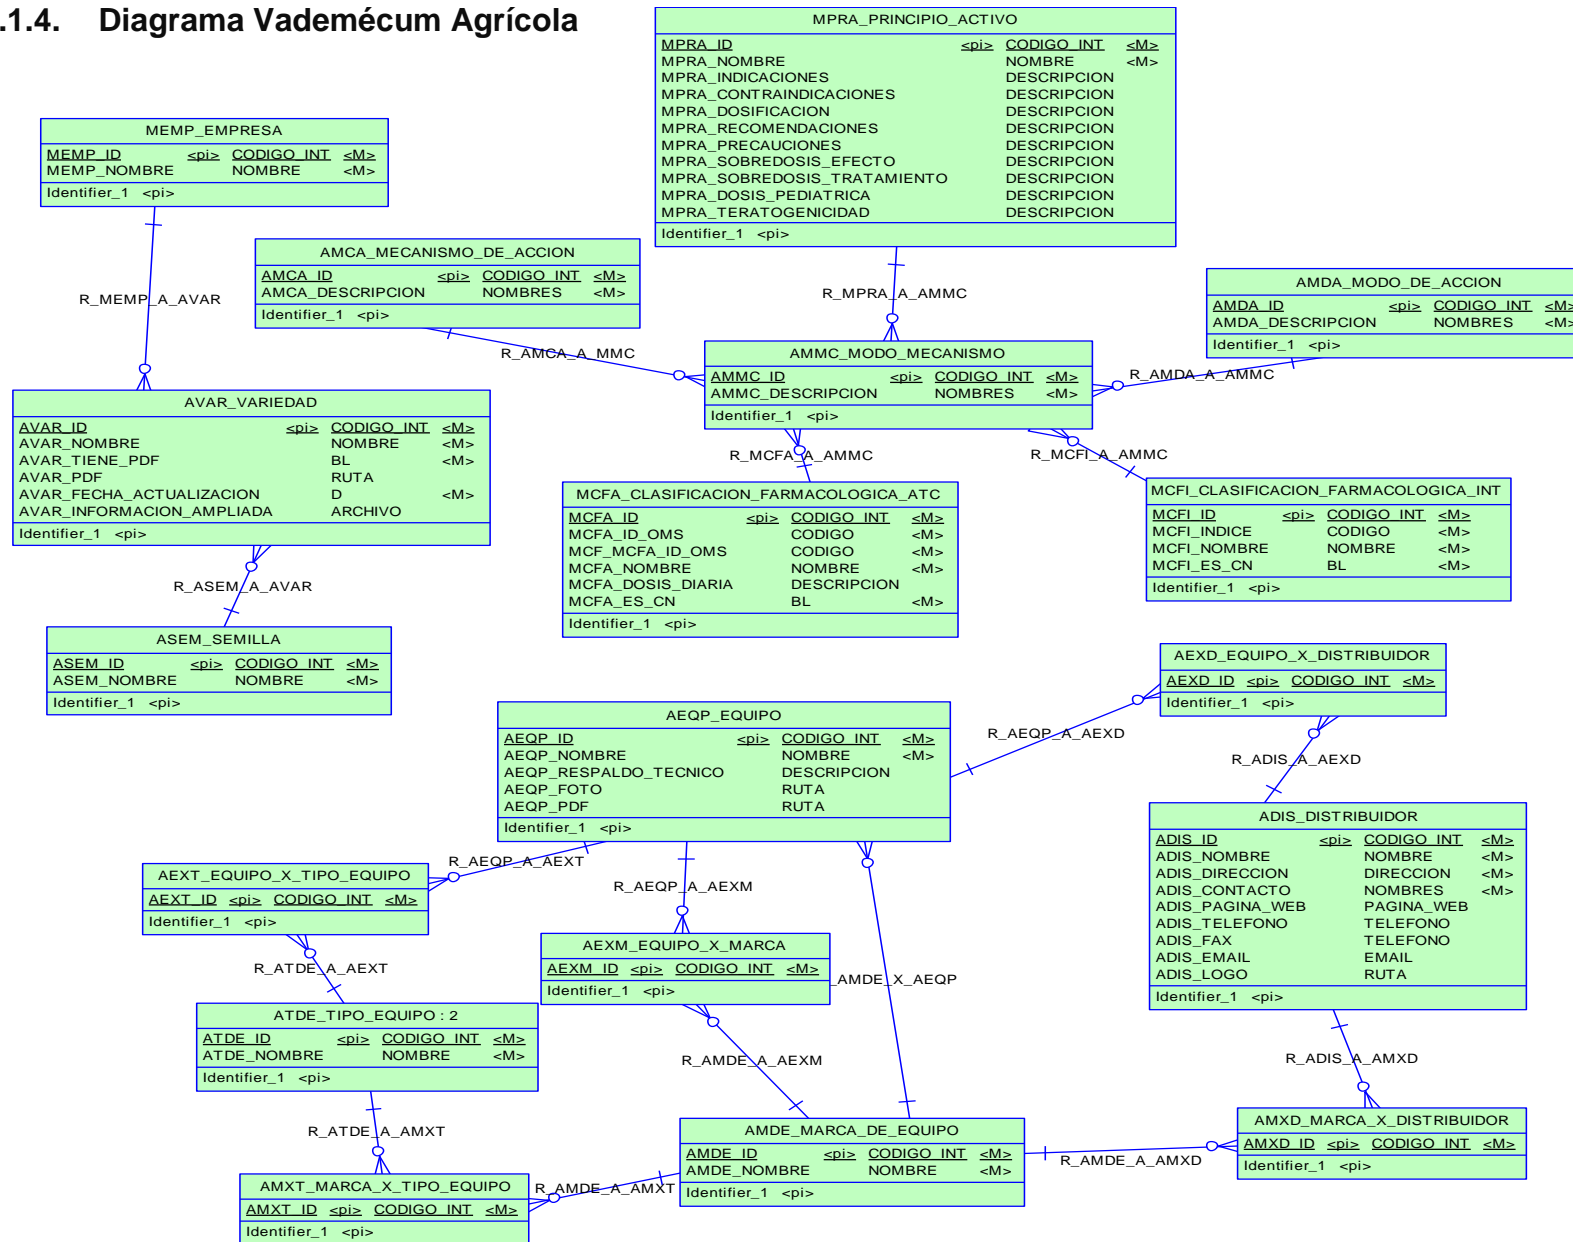 .1.4. Diagrama Vademécum Agrícola
MPRA_PRINCIPIO_ACTIVO
MPRA_ID <pi> CODIGO_INT <M>
MPRA_NOMBRE NOMBRE <M>
MPRA_INDICACIONES DESCRIPCION
MPRA_CONTRAINDICACIONES DESCRIPCION
MPRA_DOSIFICACION DESCRIPCION
MPRA_RECOMENDACIONES DESCRIPCION
MPRA_PRECAUCIONES DESCRIPCION
MPRA_SOBREDOSIS_EFECTO DESCRIPCION
MPRA_SOBREDOSIS_TRATAMIENTO DESCRIPCION
MPRA_DOSIS_PEDIATRICA DESCRIPCION
MPRA_TERATOGENICIDAD DESCRIPCION
Identifier_1 <pi>
MEMP_EMPRESA
MEMP_ID <pi> CODIGO_INT <M>
MEMP_NOMBRE NOMBRE <M>
Identifier_1 <pi>
AMCA_MECANISMO_DE_ACCION
AMCA_ID <pi> CODIGO_INT <M>
AMCA_DESCRIPCION NOMBRES <M>
Identifier_1 <pi>
AMDA_MODO_DE_ACCION
AMDA_ID <pi> CODIGO_INT <M>
AMDA_DESCRIPCION NOMBRES <M>
Identifier_1 <pi>
R_MEMP_A_AVAR
R_MPRA_A_AMMC
R_AMCA_A_MMC
R_AMDA_A_AMMC
AMMC_MODO_MECANISMO
AMMC_ID <pi> CODIGO_INT <M>
AMMC_DESCRIPCION NOMBRES <M>
Identifier_1 <pi>
AVAR_VARIEDAD
AVAR_ID <pi> CODIGO_INT <M>
AVAR_NOMBRE NOMBRE <M>
AVAR_TIENE_PDF BL <M>
AVAR_PDF RUTA
AVAR_FECHA_ACTUALIZACION D <M>
AVAR_INFORMACION_AMPLIADA ARCHIVO
Identifier_1 <pi>
R_MCFA_A_AMMC
R_MCFI_A_AMMC
MCFA_CLASIFICACION_FARMACOLOGICA_ATC
MCFA_ID <pi> CODIGO_INT <M>
MCFA_ID_OMS CODIGO <M>
MCF_MCFA_ID_OMS CODIGO <M>
MCFA_NOMBRE NOMBRE <M>
MCFA_DOSIS_DIARIA DESCRIPCION
MCFA_ES_CN BL <M>
Identifier_1 <pi>
MCFI_CLASIFICACION_FARMACOLOGICA_INT
MCFI_ID <pi> CODIGO_INT <M>
MCFI_INDICE CODIGO <M>
MCFI_NOMBRE NOMBRE <M>
MCFI_ES_CN BL <M>
Identifier_1 <pi>
R_ASEM_A_AVAR
ASEM_SEMILLA
ASEM_ID <pi> CODIGO_INT <M>
ASEM_NOMBRE NOMBRE <M>
Identifier_1 <pi>
AEXD_EQUIPO_X_DISTRIBUIDOR
AEXD_ID <pi> CODIGO_INT <M>
Identifier_1 <pi>
AEQP_EQUIPO
AEQP_ID <pi> CODIGO_INT <M>
AEQP_NOMBRE NOMBRE <M>
AEQP_RESPALDO_TECNICO DESCRIPCION
AEQP_FOTO RUTA
AEQP_PDF RUTA
Identifier_1 <pi>
R_AEQP_A_AEXD
R_ADIS_A_AEXD
ADIS_DISTRIBUIDOR
ADIS_ID <pi> CODIGO_INT <M>
ADIS_NOMBRE NOMBRE <M>
ADIS_DIRECCION DIRECCION <M>
ADIS_CONTACTO NOMBRES <M>
ADIS_PAGINA_WEB PAGINA_WEB
ADIS_TELEFONO TELEFONO
ADIS_FAX TELEFONO
ADIS_EMAIL EMAIL
ADIS_LOGO RUTA
Identifier_1 <pi>
R_AEQP_A_AEXT
R_AEQP_A_AEXM
AEXT_EQUIPO_X_TIPO_EQUIPO
AEXT_ID <pi> CODIGO_INT <M>
Identifier_1 <pi>
AEXM_EQUIPO_X_MARCA
AEXM_ID <pi> CODIGO_INT <M>
Identifier_1 <pi>
R_ATDE_A_AEXT
_AMDE_X_AEQP
ATDE_TIPO_EQUIPO : 2
ATDE_ID <pi> CODIGO_INT <M>
ATDE_NOMBRE NOMBRE <M>
Identifier_1 <pi>
R_AMDE_A_AEXM
R_ADIS_A_AMXD
R_ATDE_A_AMXT
AMDE_MARCA_DE_EQUIPO
AMDE_ID <pi> CODIGO_INT <M>
AMDE_NOMBRE NOMBRE <M>
Identifier_1 <pi>
R_AMDE_A_AMXD
AMXD_MARCA_X_DISTRIBUIDOR
AMXD_ID <pi> CODIGO_INT <M>
Identifier_1 <pi>
R_AMDE_A_AMXT
AMXT_MARCA_X_TIPO_EQUIPO
AMXT_ID <pi> CODIGO_INT <M>
Identifier_1 <pi>